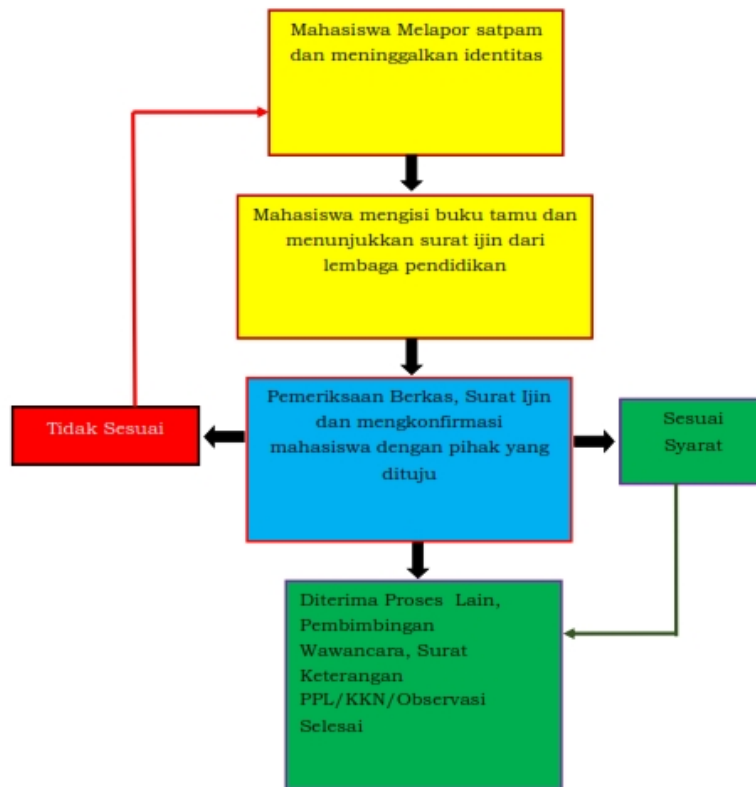 Mahasiswa Melapor satpam
dan meninggalkan identitas
Mahasiswa mengisi buku tamu dan
menunjukkan surat ijin dari
lembaga pendidikan
Pemeriksaan Berkas, Surat Ijin
dan mengkonfirmasi
mahasiswa dengan pihak yang
dituju
Tidak Sesuai
Sesuai
Syarat
Diterima Proses  Lain,
Pembimbingan
Wawancara, Surat
Keterangan
PPL/KKN/Observasi
Selesai